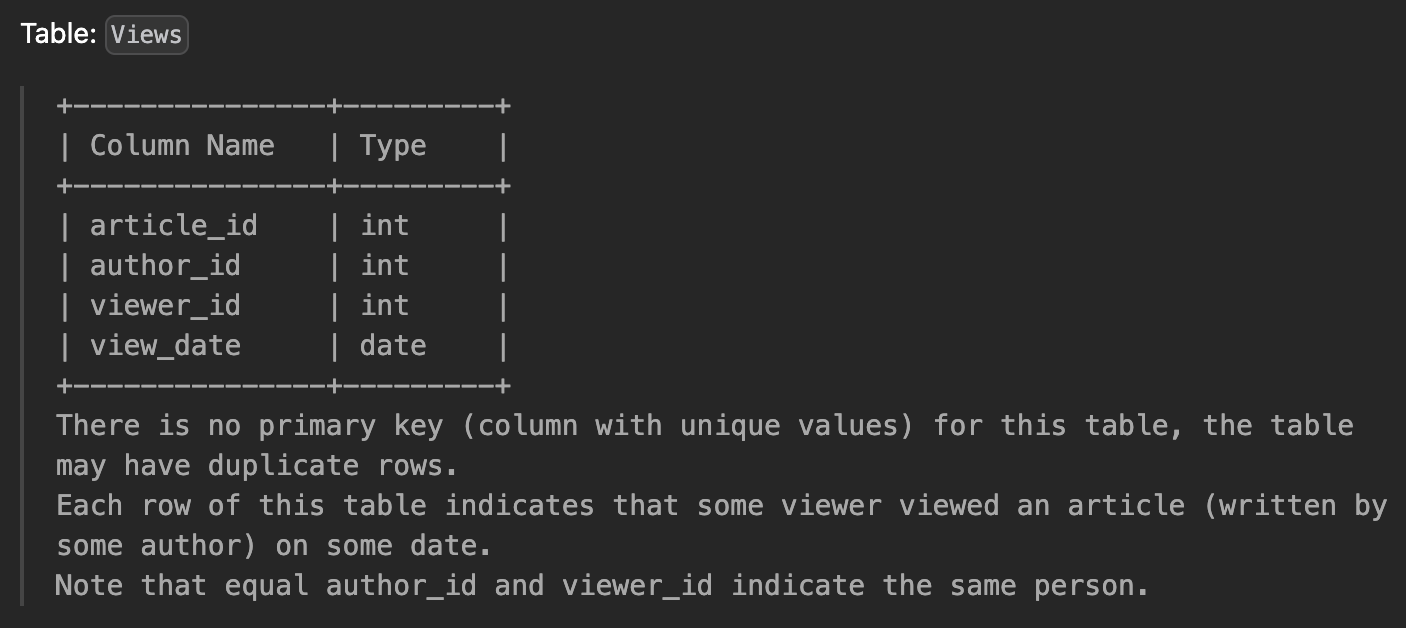 Table: Views
+---------------+---------+
| Column Name   | Type    |
+---------------+---------+
| article_id    | int     |
| author_id     | int     |
| viewer_id     | int     |
| view_date     | date    |
+---------------+---------+
There is no primary key (column with unique values) for this table, the table
may have duplicate rows.
Each row of this table indicates that some viewer viewed an article (written by
some author) on some date.
Note that equal author_id and viewer_id indicate the same person.